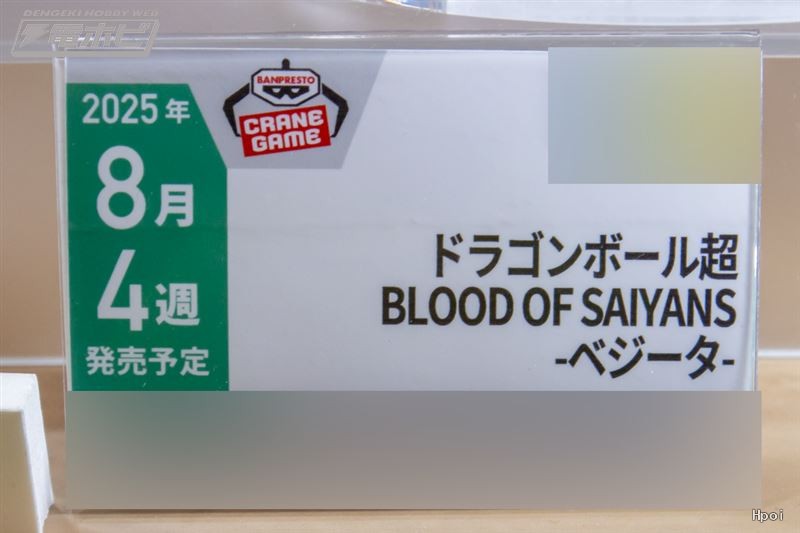 DENGEKI HOBBY WEB
電ホビ
2025年
8月
4週
発売予定
BANPRESTO
CRANE
GAME
ドラゴンボール超
BLOOD OF SAIYANS
-ベジータ-
Hpoi